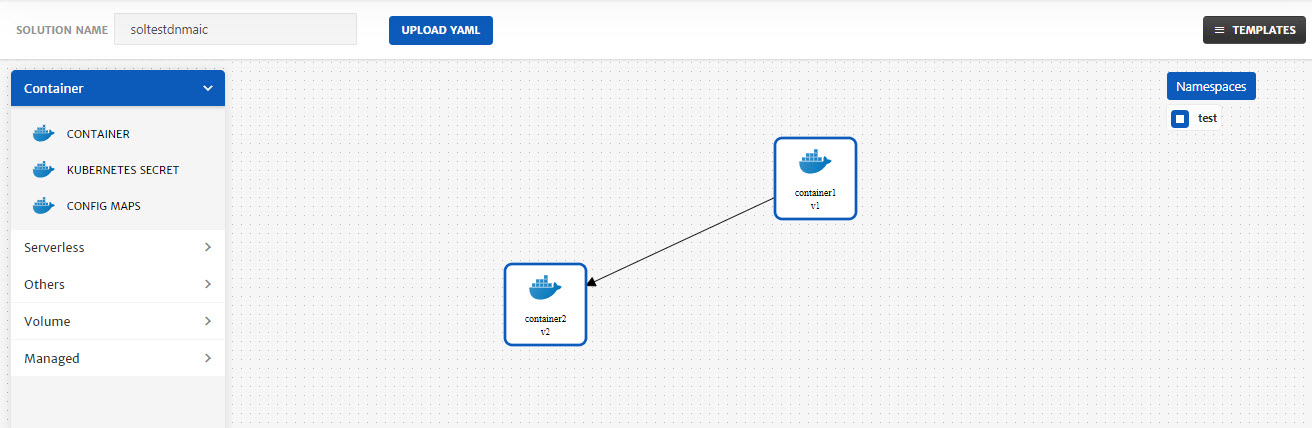 SOLUTION NAME soltestdnmaic UPLOAD YAML TEMPLATES
Container
CONTAINER
KUBERNETES SECRET
CONFIG MAPS
Serverless
Others
Volume
Managed
container1
v1
container2
v2
Namespaces
test